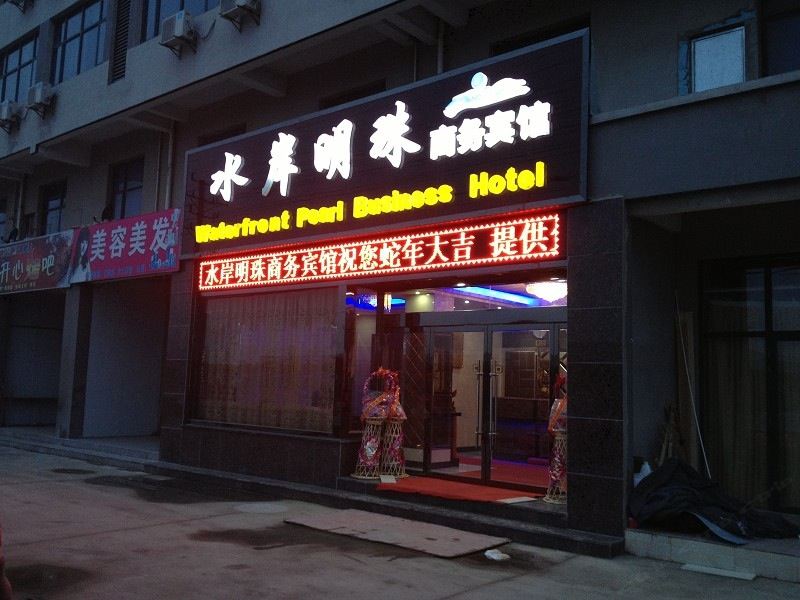 水岸明珠 商务宾馆
Waterfront Pearl Business Hotel
水岸明珠商务宾馆祝您蛇年大吉 提供
美容美发
开心 吧